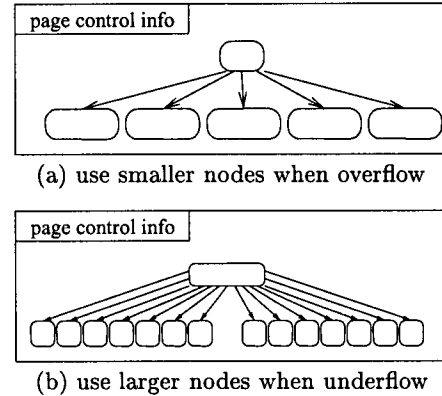 page control info
(a) use smaller nodes when overflow
page control info
(b) use larger nodes when underflow